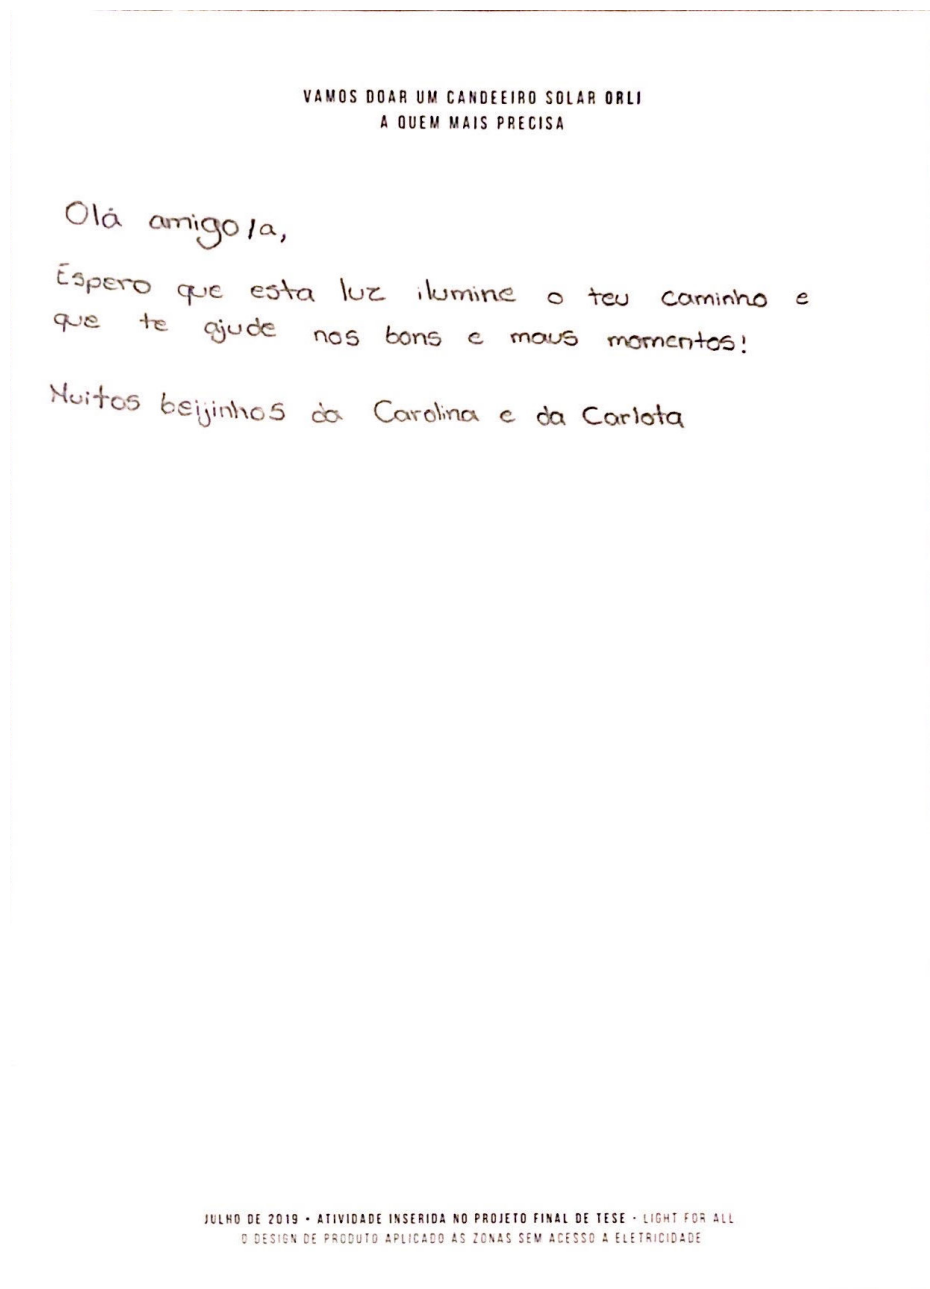 VAMOS DOAR UM CANDEEIRO SOLAR ORLI
A QUEM MAIS PRECISA
Olá amigo/a,
Espero que esta luz ilumine o teu caminho e
que te ajude nos bons e maus momentos!
Muitos beijinhos da Carolina e da Carlota
JULHO DE 2019 • ATIVIDADE INSERIDA NO PROJETO FINAL DE TESE - LIGHT FOR ALL
O DESIGN DE PRODUTO APLICADO ÀS ZONAS SEM ACESSO A ELETRICIDADE